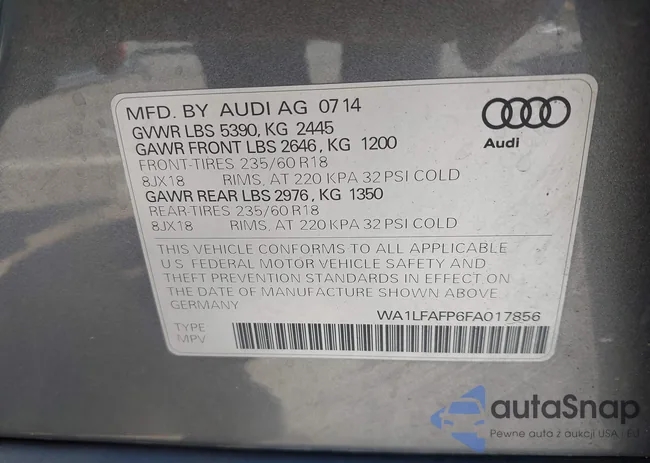 MFD. BY AUDI AG 07 14
GVWR LBS 5390, KG 2445
GAWR FRONT LBS 2646, KG 1200
FRONT-TIRES 235/60 R18
8JX18 RIMS, AT 220 KPA 32 PSI COLD
GAWR REAR LBS 2976, KG 1350
REAR-TIRES 235/60 R18
8JX18 RIMS, AT 220 KPA 32 PSI COLD
THIS VEHICLE CONFORMS TO ALL APPLICABLE
U.S. FEDERAL MOTOR VEHICLE SAFETY AND
THEFT PREVENTION STANDARDS IN EFFECT ON
THE DATE OF MANUFACTURE SHOWN ABOVE
GERMANY
WA1LFAFP6FA017856
TYPE
MPV
Audi
autoSnap
Pewne auta z aukcji USA i EU